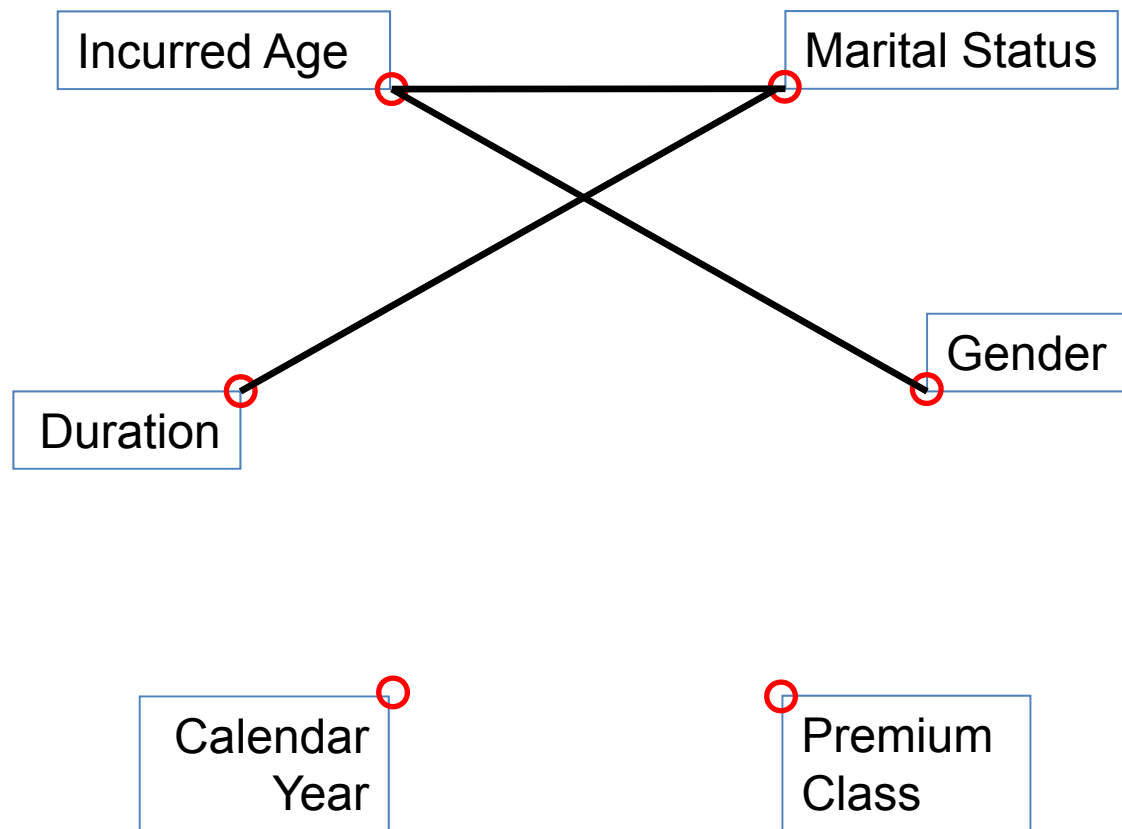 Incurred Age
Marital Status
Gender
Duration
Calendar
Year
Premium
Class